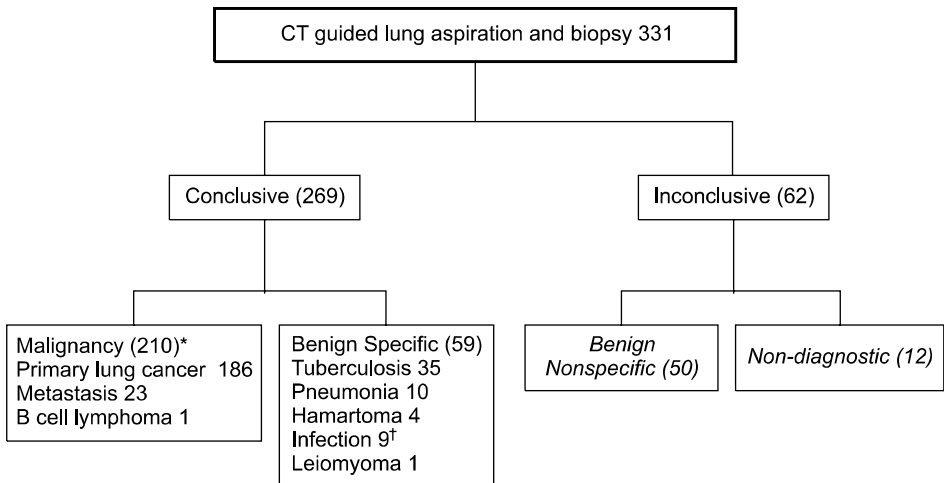 CT guided lung aspiration and biopsy 331
Conclusive (269)
Inconclusive (62)
Malignancy (210)*
Primary lung cancer 186
Metastasis 23
B cell lymphoma 1
Benign Specific (59)
Tuberculosis 35
Pneumonia 10
Hamartoma 4
Infection 9†
Leiomyoma 1
Benign
Nonspecific (50)
Non-diagnostic (12)